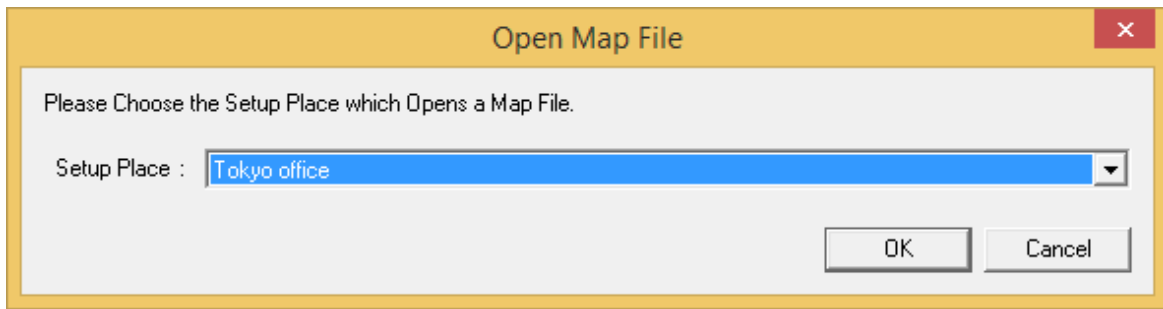 Open Map File
Please Choose the Setup Place which Opens a Map File.
Setup Place : Tokyo office
OK Cancel